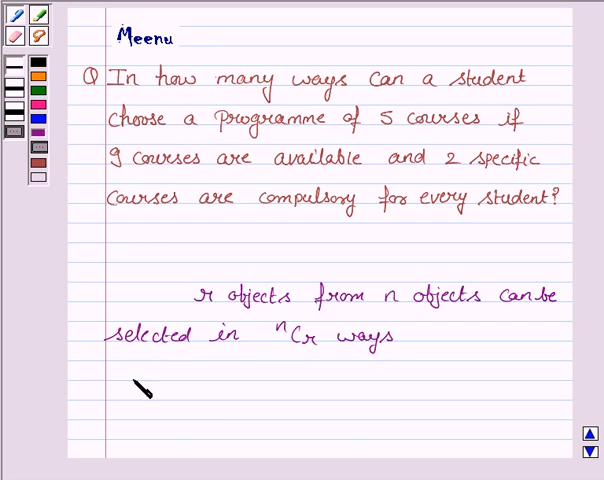 Meenu
Q In how many ways can a student
choose a programme of 5 courses if
9 courses are available and 2 specific
courses are compulsory for every student?
r objects from n objects can be
selected in ⁿCr ways